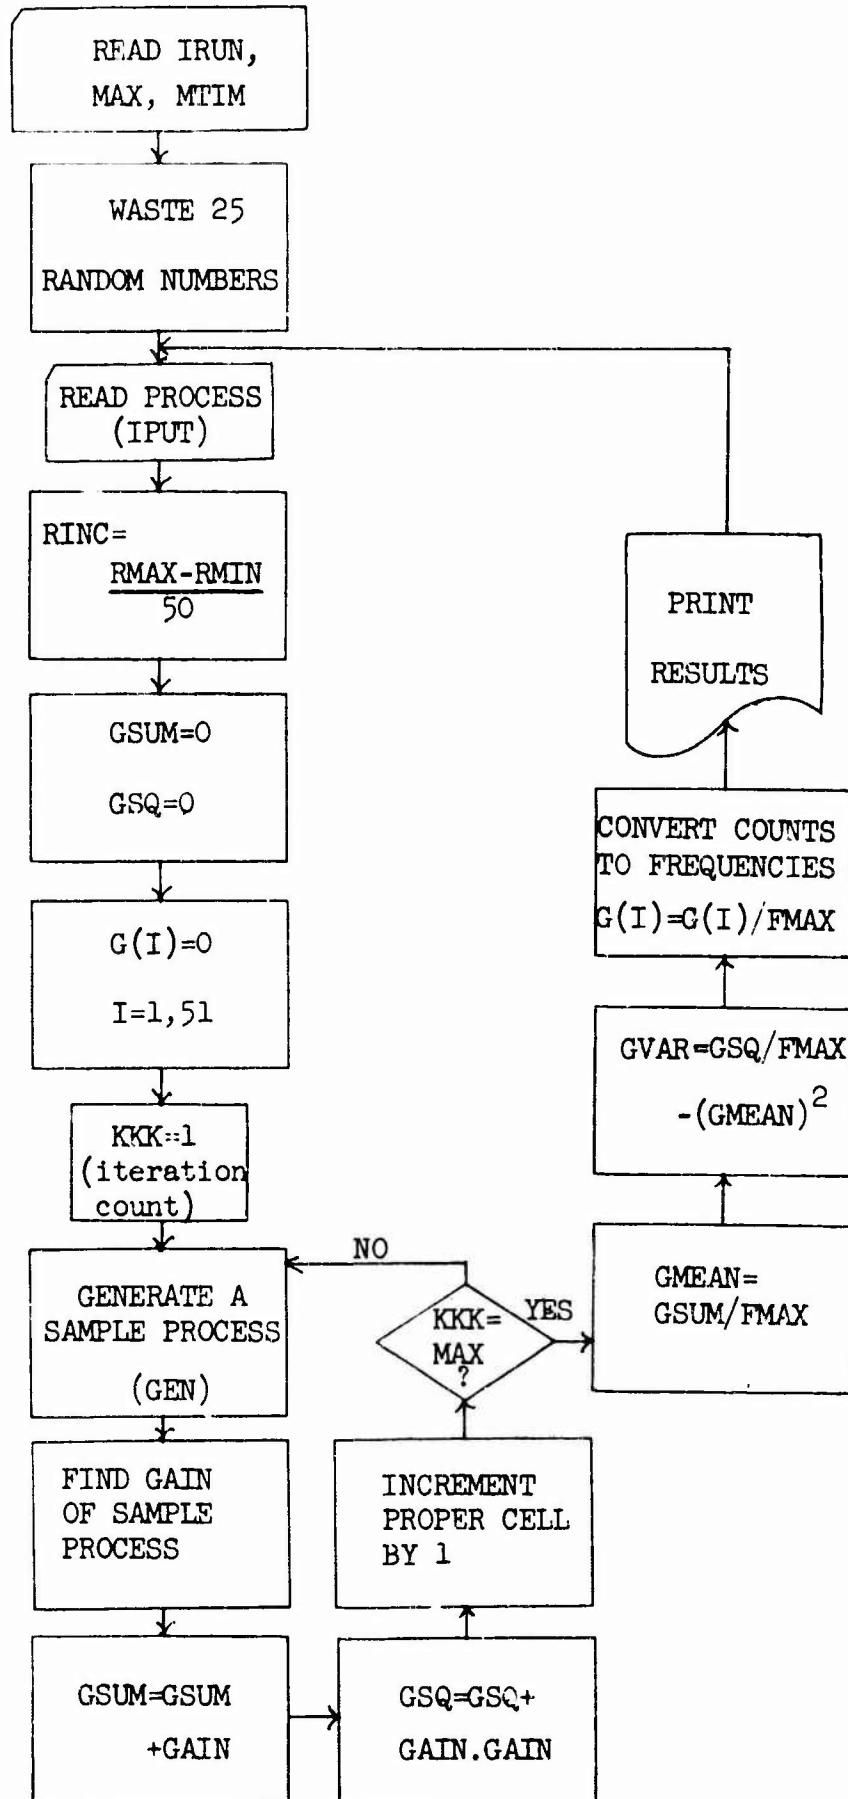 READ IRUN,
MAX, MTIM
WASTE 25
RANDOM NUMBERS
READ PROCESS
(IPUT)
RINC=
RMAX-RMIN
50
GSUM=0
GSQ=0
G(I)=0
I=1,51
KKK=1
(iteration
count)
GENERATE A
SAMPLE PROCESS
(GEN)
FIND GAIN
OF SAMPLE
PROCESS
GSUM=GSUM
+GAIN
GSQ=GSQ+
GAIN.GAIN
INCREMENT
PROPER CELL
BY 1
KKK=
MAX
?
NO
YES
GMEAN=
GSUM/FMAX
GVAR=GSQ/FMAX
-(GMEAN)²
CONVERT COUNTS
TO FREQUENCIES
G(I)=G(I)/FMAX
PRINT
RESULTS